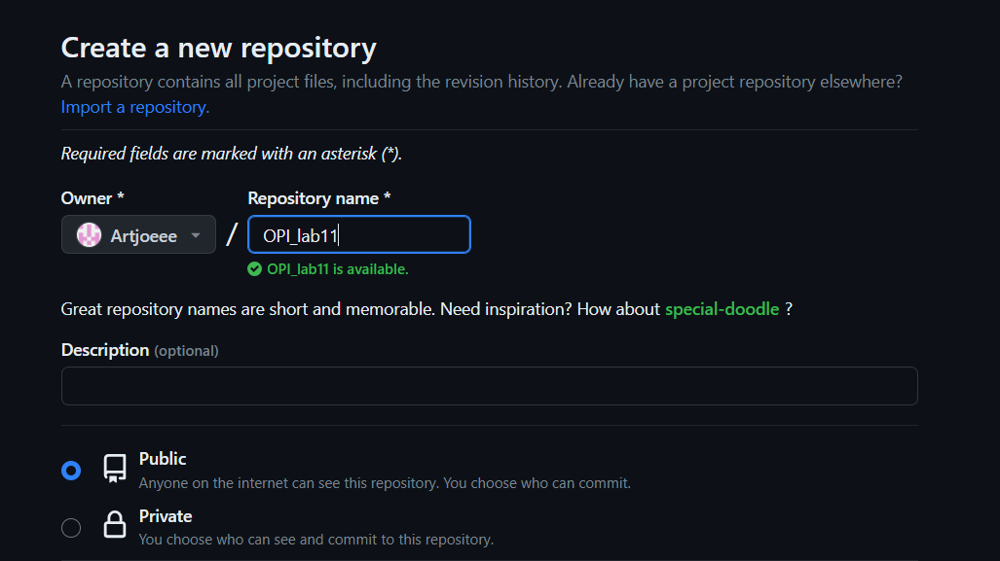 Create a new repository
A repository contains all project files, including the revision history. Already have a project repository elsewhere?
Import a repository.
Required fields are marked with an asterisk (*).
Owner * Repository name *
Artjoeee / OPI_lab11
OPI_lab11 is available.
Great repository names are short and memorable. Need inspiration? How about special-doodle ?
Description (optional)
Public
Anyone on the internet can see this repository. You choose who can commit.
Private
You choose who can see and commit to this repository.